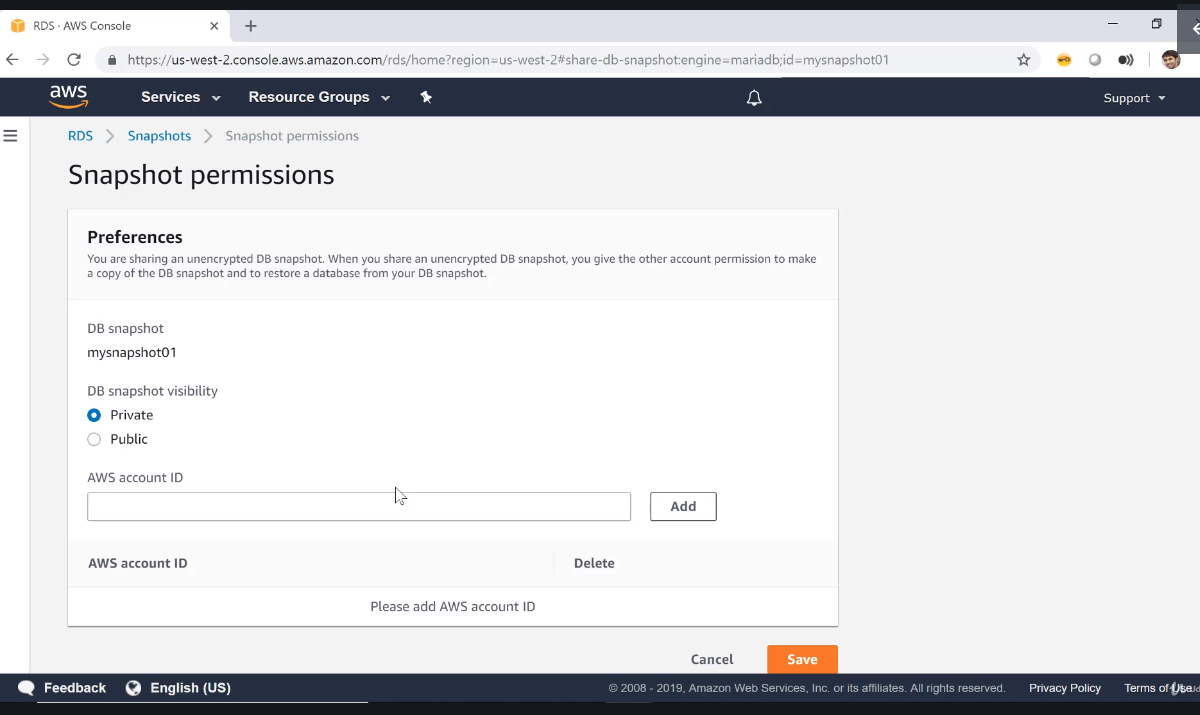 RDS · AWS Console
https://us-west-2.console.aws.amazon.com/rds/home?region=us-west-2#share-db-snapshot:engine=mariadb;id=mysnapshot01
aws
Services
Resource Groups
Support
RDS
Snapshots
Snapshot permissions
Snapshot permissions
Preferences
You are sharing an unencrypted DB snapshot. When you share an unencrypted DB snapshot, you give the other account permission to make
a copy of the DB snapshot and to restore a database from your DB snapshot.
DB snapshot
mysnapshot01
DB snapshot visibility
Private
Public
AWS account ID
Add
AWS account ID
Delete
Please add AWS account ID
Cancel
Save
Feedback
English (US)
© 2008 - 2019, Amazon Web Services, Inc. or its affiliates. All rights reserved.
Privacy Policy
Terms of Use